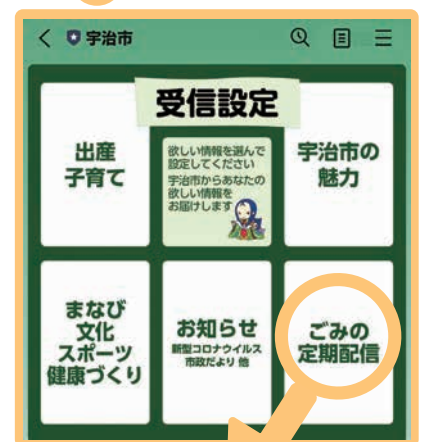 宇治市
受信設定
出産
子育て
欲しい情報を選んで
設定してください
宇治市からあなたの
欲しい情報を
お届けします
宇治市の
魅力
まなび
文化
スポーツ
健康づくり
お知らせ
新型コロナウイルス
市政だより 他
ごみの
定期配信